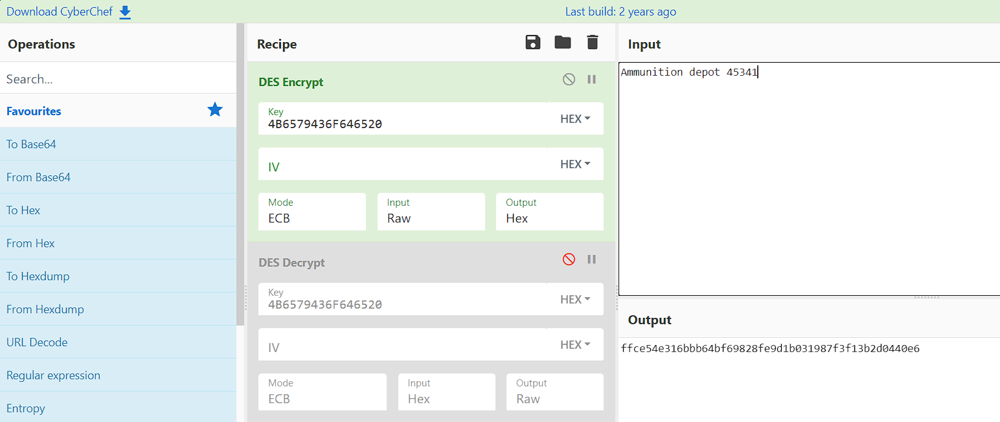 Download CyberChef
Last build: 2 years ago
Operations
Search...
Favourites
To Base64
From Base64
To Hex
From Hex
To Hexdump
From Hexdump
URL Decode
Regular expression
Entropy
Recipe
DES Encrypt
Key
4B6579436F646520
HEX
IV
HEX
Mode
ECB
Input
Raw
Output
Hex
DES Decrypt
Key
4B6579436F646520
HEX
IV
HEX
Mode
ECB
Input
Hex
Output
Raw
Input
Ammunition depot 45341
Output
ffce54e316bbb64bf69828fe9d1b031987f3f13b2d0440e6